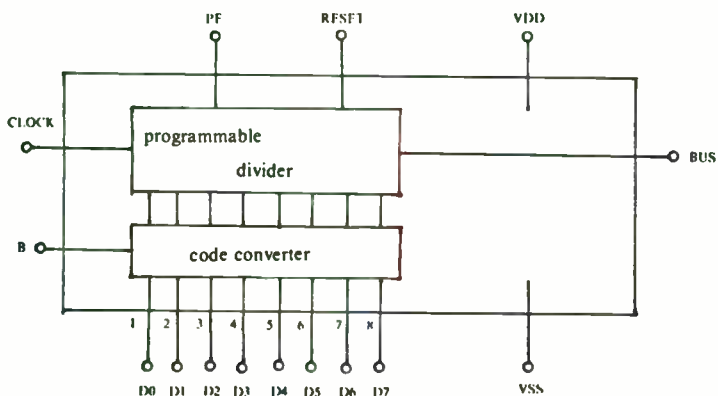 PE RESET VDD
CLOCK
programmable
divider
BUS
B
code converter
1 2 3 4 5 6 7 8
D0 D1 D2 D3 D4 D5 D6 D7 VSS